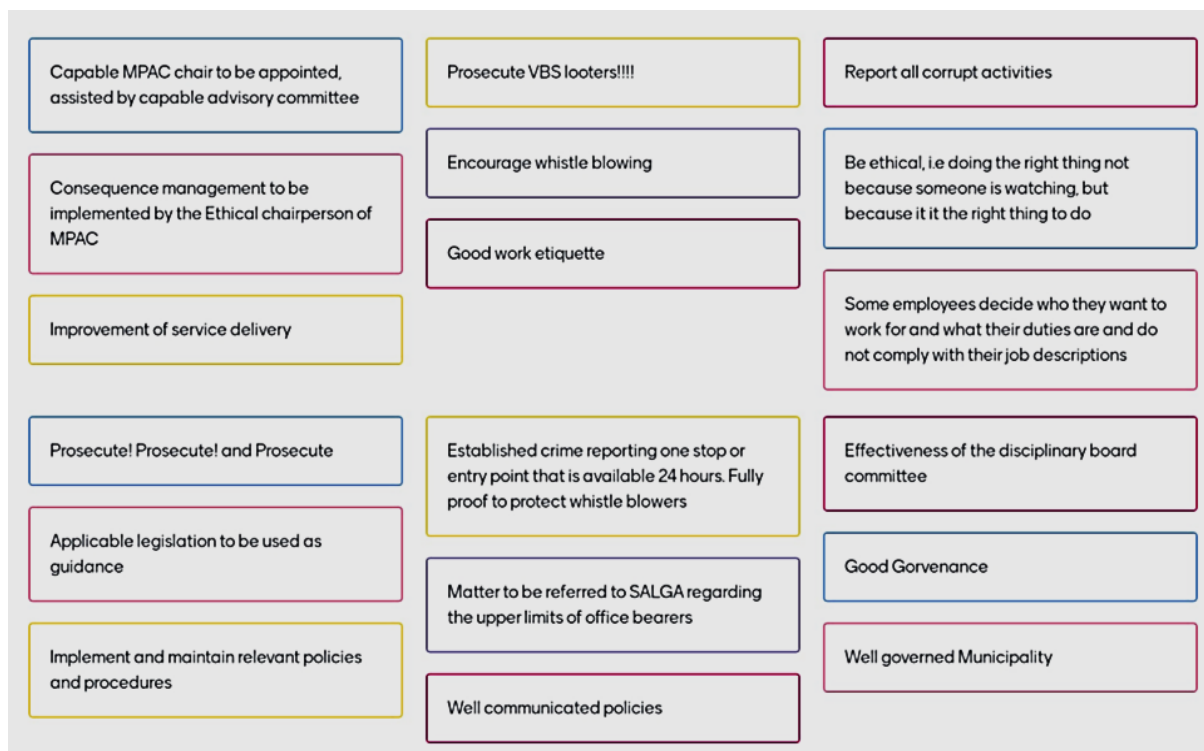 Capable MPAC chair to be appointed,
assisted by capable advisory committee
Consequence management to be
implemented by the Ethical chairperson of
MPAC
Improvement of service delivery
Prosecute VBS looters!!!!
Encourage whistle blowing
Good work etiquette
Report all corrupt activities
Be ethical, i.e doing the right thing not
because someone is watching, but
because it it the right thing to do
Some employees decide who they want to
work for and what their duties are and do
not comply with their job descriptions
Prosecute! Prosecute! and Prosecute
Applicable legislation to be used as
guidance
Implement and maintain relevant policies
and procedures
Established crime reporting one stop or
entry point that is available 24 hours. Fully
proof to protect whistle blowers
Matter to be referred to SALGA regarding
the upper limits of office bearers
Well communicated policies
Effectiveness of the disciplinary board
committee
Good Gorvenance
Well governed Municipality